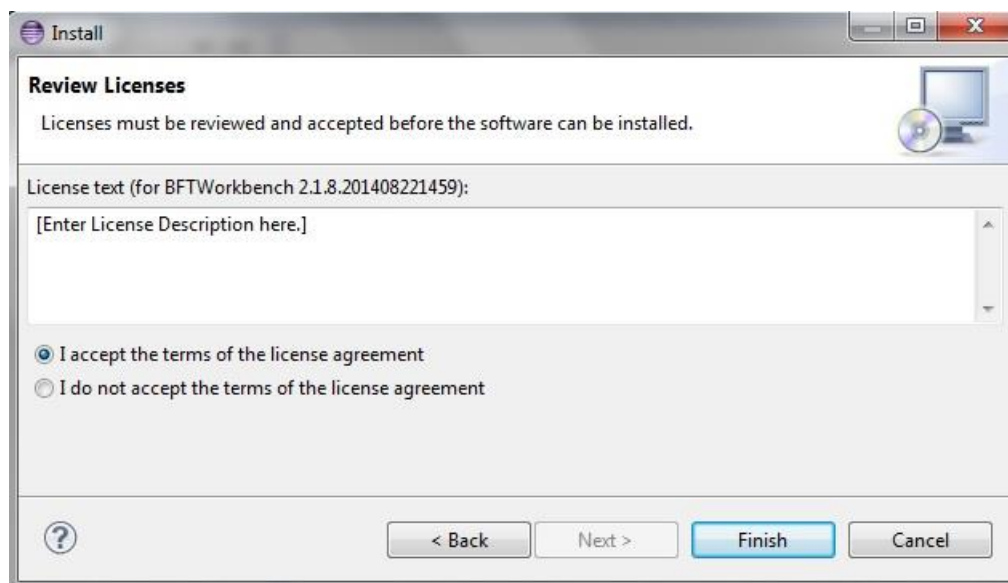 Install
Review Licenses
Licenses must be reviewed and accepted before the software can be installed.
License text (for BFTWorkbench 2.1.8.201408221459):
[Enter License Description here.]
I accept the terms of the license agreement
I do not accept the terms of the license agreement
? < Back Next > Finish Cancel